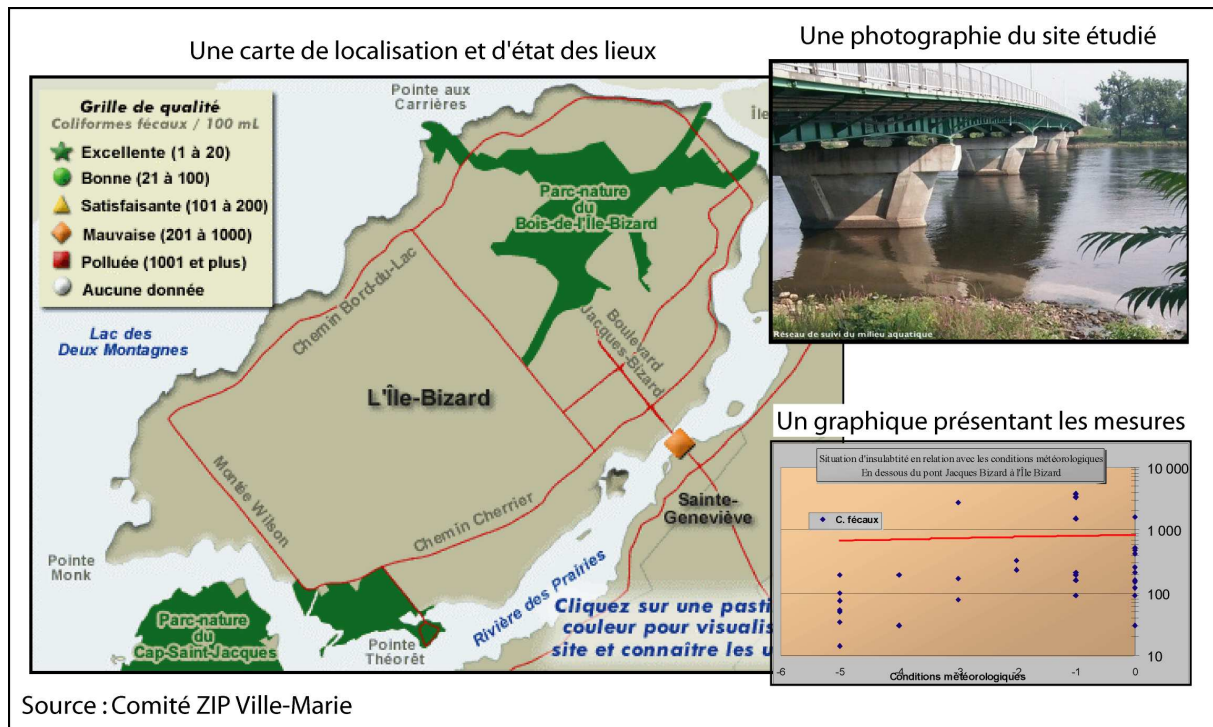 Une carte de localisation et d'état des lieux
Grille de qualité
Coliformes fécaux / 100 mL
Excellente (1 à 20)
Bonne (21 à 100)
Satisfaisante (101 à 200)
Mauvaise (201 à 1000)
Polluée (1001 et plus)
Aucune donnée
Pointe aux
Carrières
Île
Parc-nature
du
Bois-de-l'Île-Bizard
Chemin Bord-du-Lac
Lac des
Deux Montagnes
Boulevard
Jacques-Bizard
L'Île-Bizard
Montée Wilson
Chemin Cherrier
Sainte-
Geneviève
Pointe
Monk
Rivière des Prairies
Parc-nature
du
Cap-Saint-Jacques
Pointe
Théorêt
Cliquez sur une pasti
couleur pour visualis
site et connaître les u
Une photographie du site étudié
Réseau de suivi du milieu aquatique
Un graphique présentant les mesures
Situation d'insulabtité en relation avec les conditions météorologiques
En dessous du pont Jacques Bizard à l'Île Bizard
C. fécaux
10 000
1 000
100
10
-6 -5 -4 -3 -2 -1 0
Conditions météorologiques
Source : Comité ZIP Ville-Marie